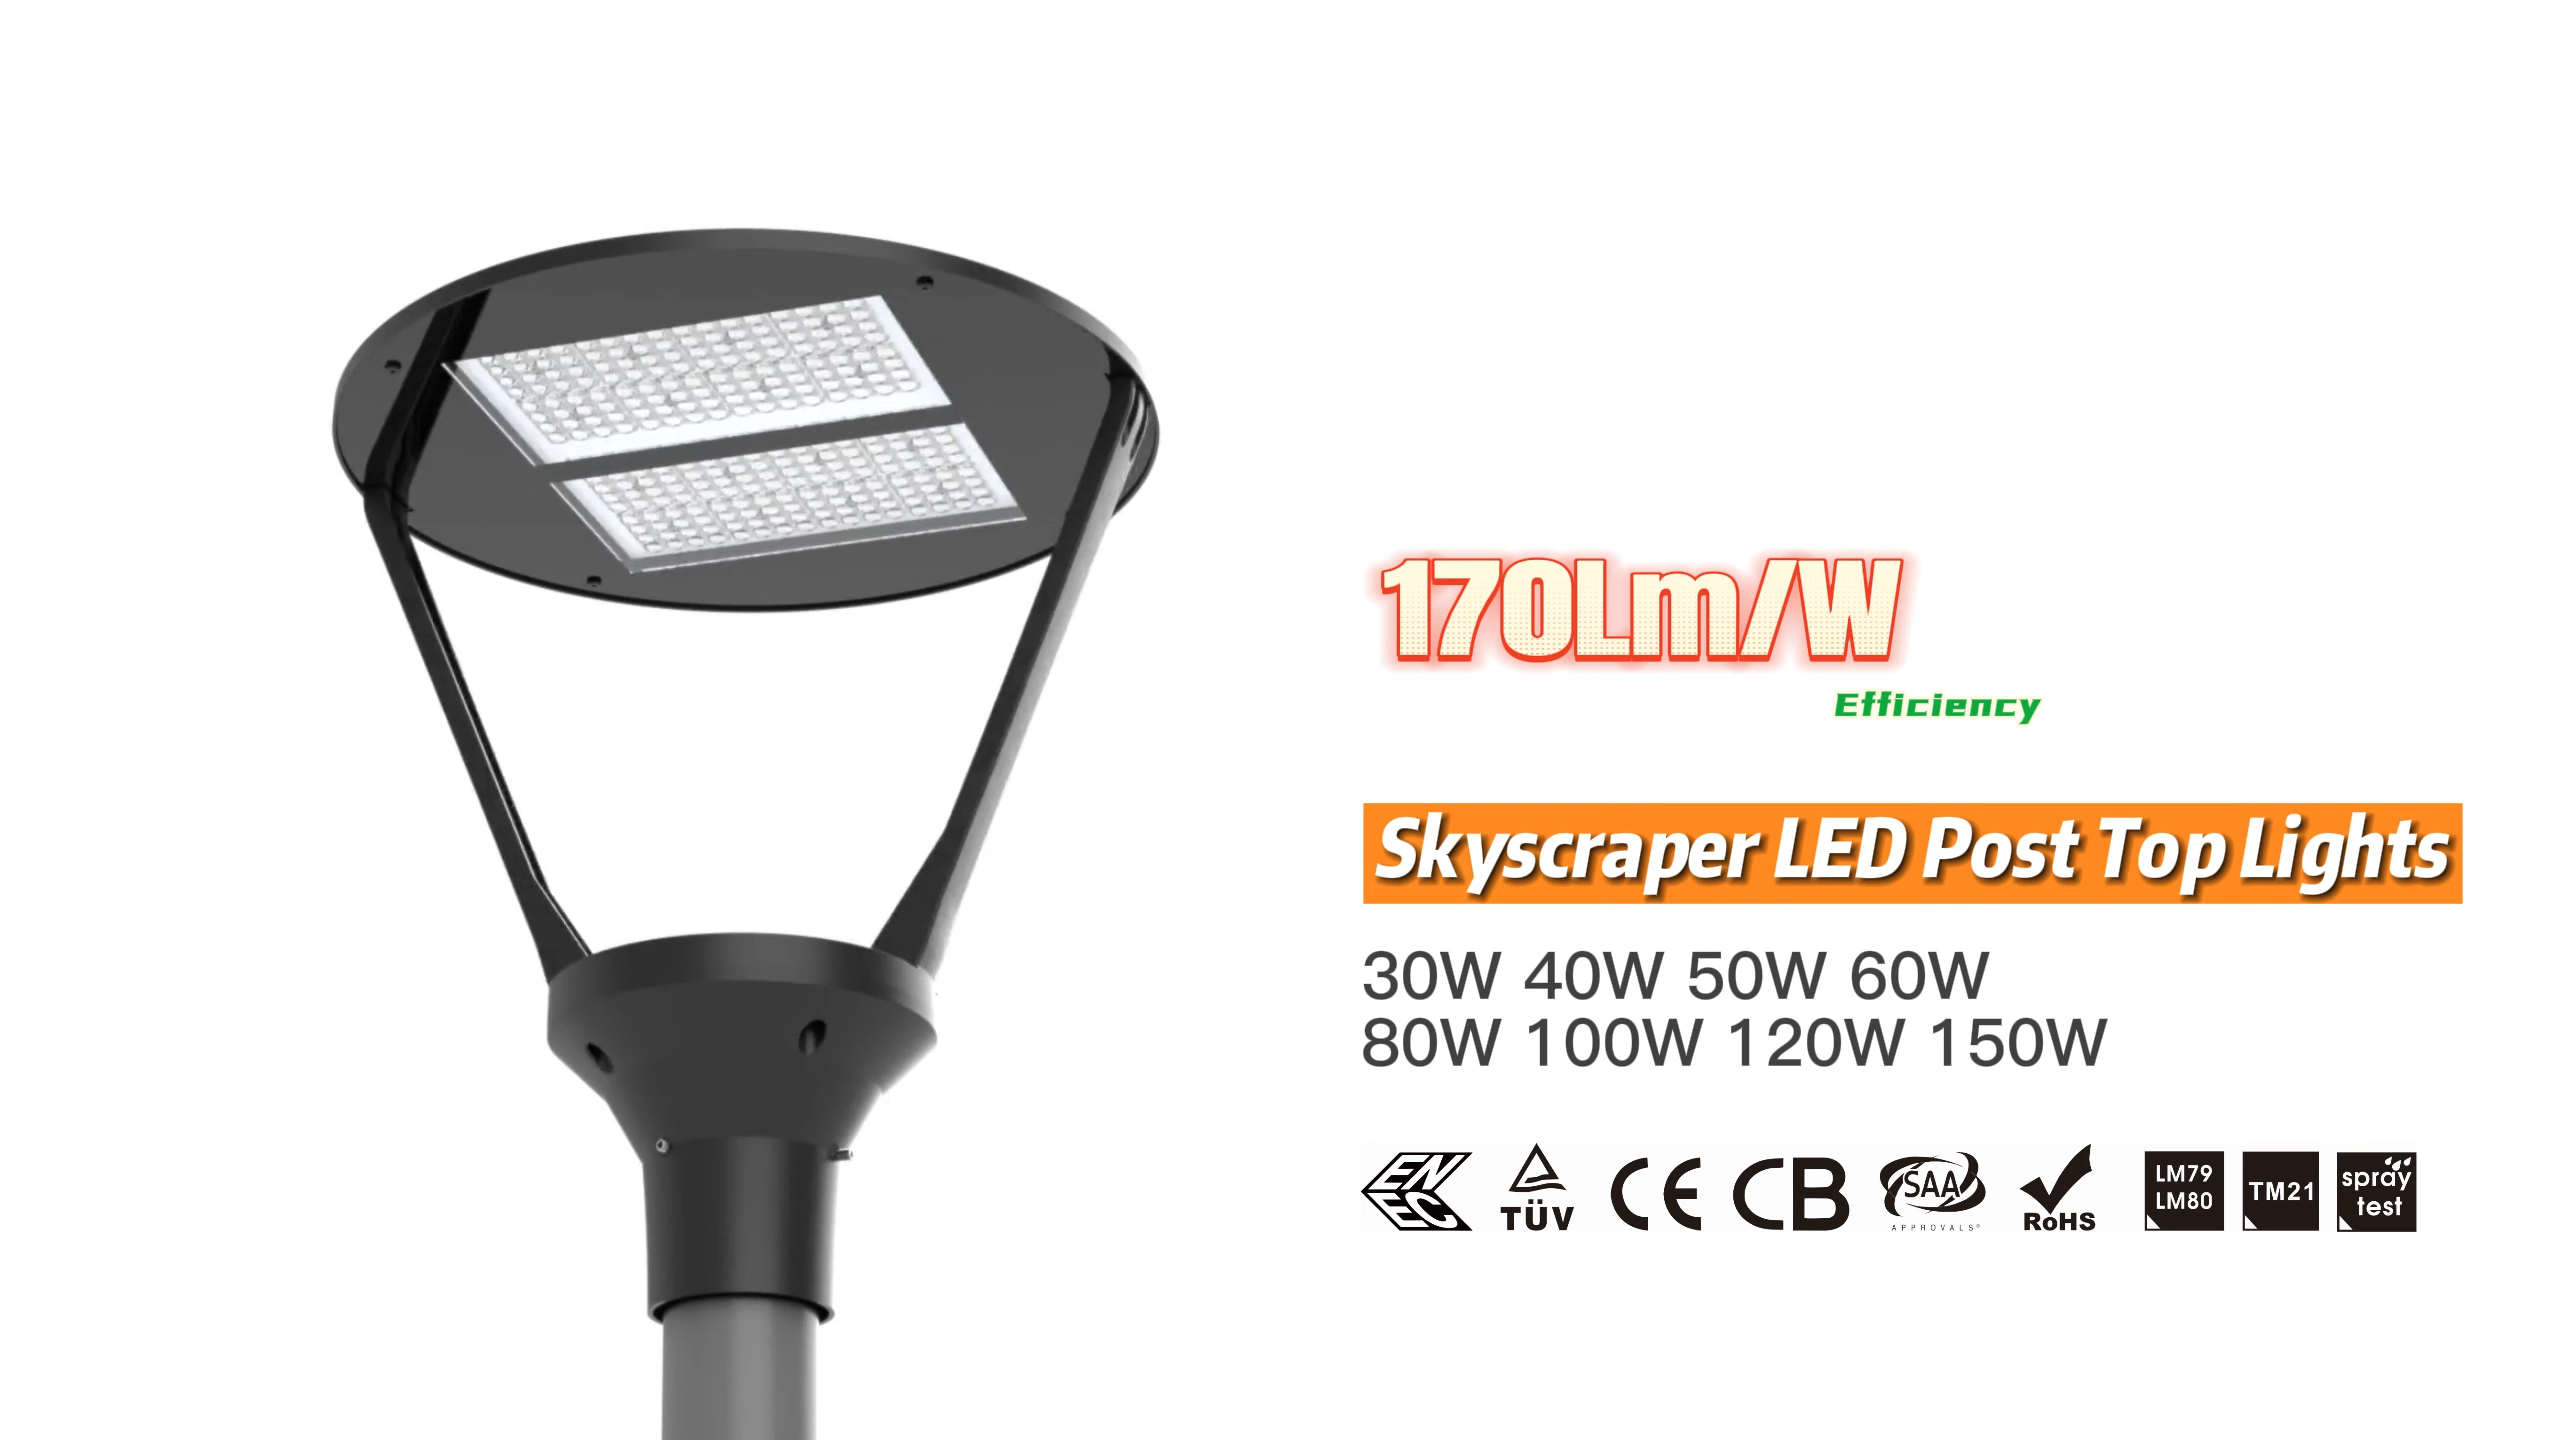 170Lm/W
Efficiency
Skyscraper LED Post Top Lights
30W 40W 50W 60W
80W 100W 120W 150W
ENEC
TÜV
CE
CB
SAA
APPROVALS®
RoHS
LM79
LM80
TM21
spray
test